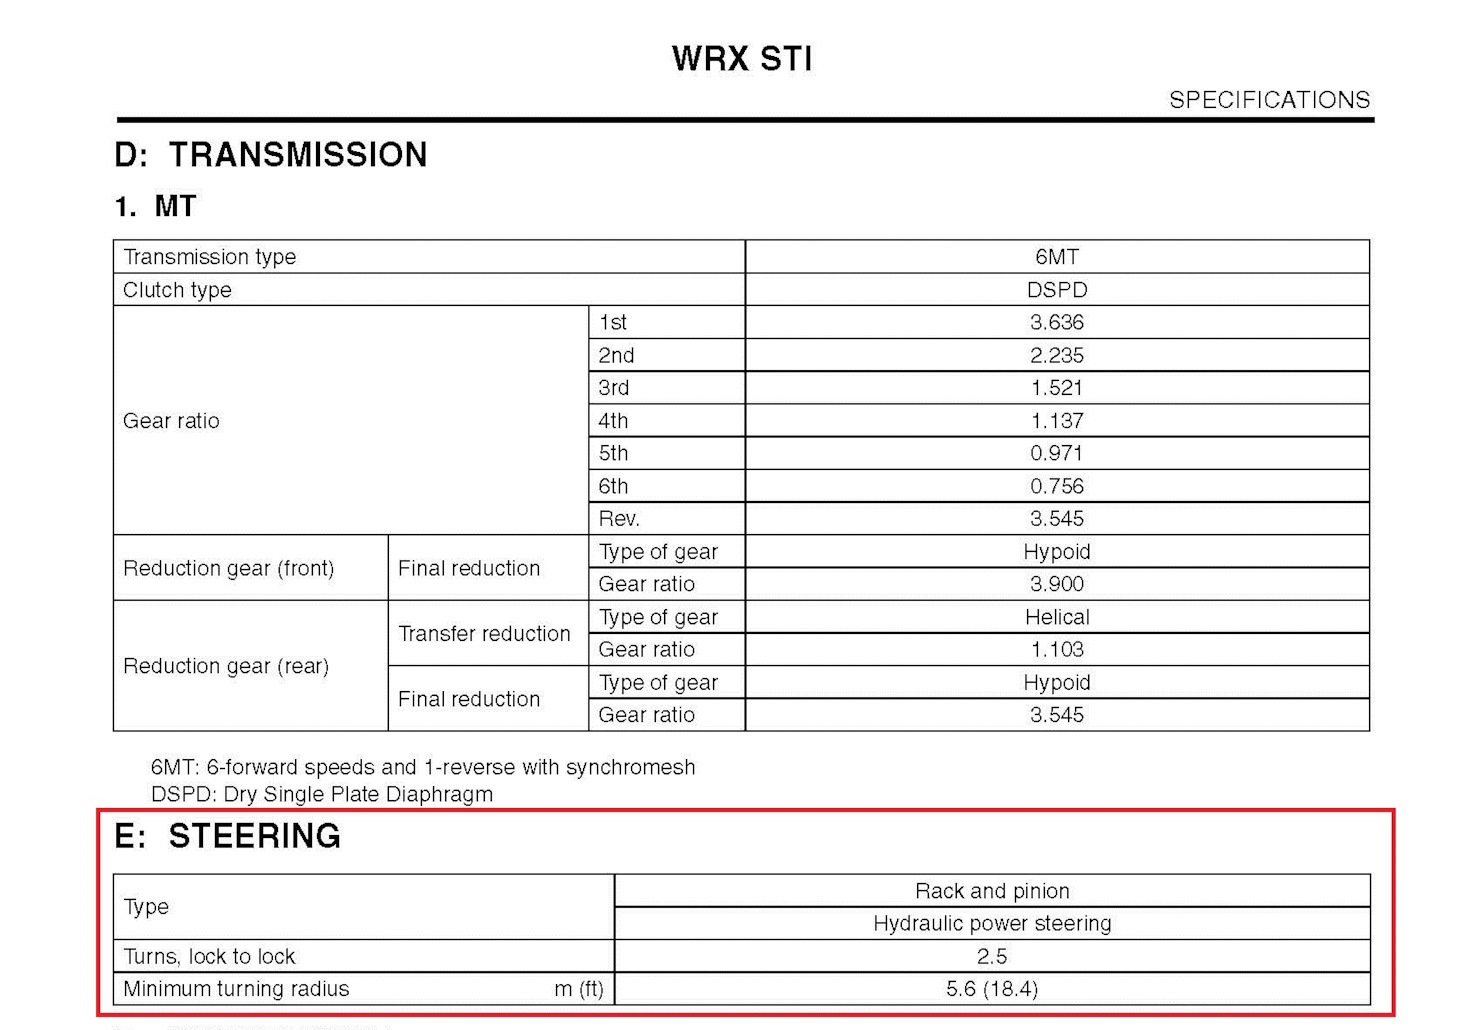 WRX STI
SPECIFICATIONS
D: TRANSMISSION
1. MT
Transmission type 6MT
Clutch type DSPD
Gear ratio 1st 3.636
2nd 2.235
3rd 1.521
4th 1.137
5th 0.971
6th 0.756
Rev. 3.545
Reduction gear (front) Final reduction Type of gear Hypoid
Gear ratio 3.900
Reduction gear (rear) Transfer reduction Type of gear Helical
Gear ratio 1.103
Final reduction Type of gear Hypoid
Gear ratio 3.545
6MT: 6-forward speeds and 1-reverse with synchromesh
DSPD: Dry Single Plate Diaphragm
E: STEERING
Type Rack and pinion
Hydraulic power steering
Turns, lock to lock 2.5
Minimum turning radius m (ft) 5.6 (18.4)